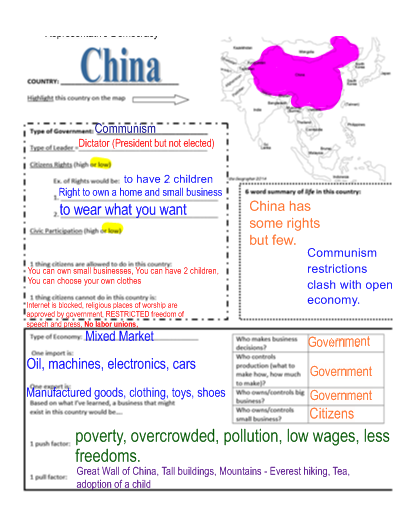 Representative Democracy
China
COUNTRY:
Highlight this country on the map
Type of Government: Communism
Type of Leader = Dictator (President but not elected)
Citizens Rights (high or low)
Ex. of Rights would be: to have 2 children
1. Right to own a home and small business
2. to wear what you want
Civic Participation (high or low)
1 thing citizens are allowed to do in this country:
You can own small businesses, You can have 2 children,
You can choose your own clothes
1 thing citizens cannot do in this country is:
Internet is blocked, religious places of worship are
approved by government, RESTRICTED freedom of
speech and press, No labor unions,
6 word summary of life in this country:
China has
some rights
but few.
Communism
restrictions
clash with open
economy.
Type of Economy: Mixed Market
One import is:
Oil, machines, electronics, cars
One export is:
Manufactured goods, clothing, toys, shoes
Based on what I've learned, a business that might
exist in this country would be....
Who makes business
decisions?
Government
Who controls
production (what to
make how, how much
to make)?
Government
Who owns/controls big
business?
Government
Who owns/controls
small business?
Citizens
1 push factor: poverty, overcrowded, pollution, low wages, less
freedoms.
1 pull factor: Great Wall of China, Tall buildings, Mountains - Everest hiking, Tea,
adoption of a child